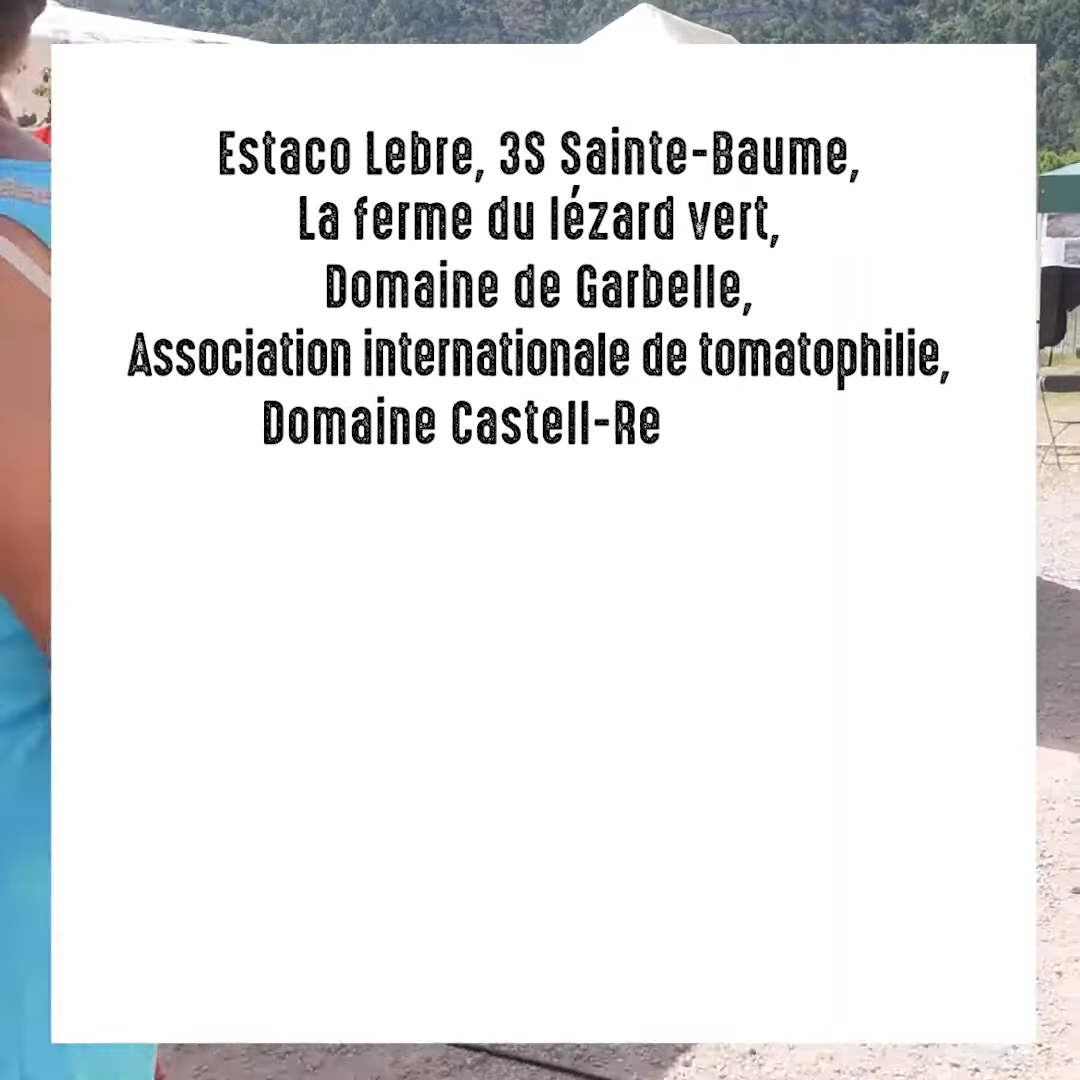 Estaco Lebre, 3S Sainte-Baume,
La ferme du lézard vert,
Domaine de Garbelle,
Association internationale de tomatophilie,
Domaine Castell-Re